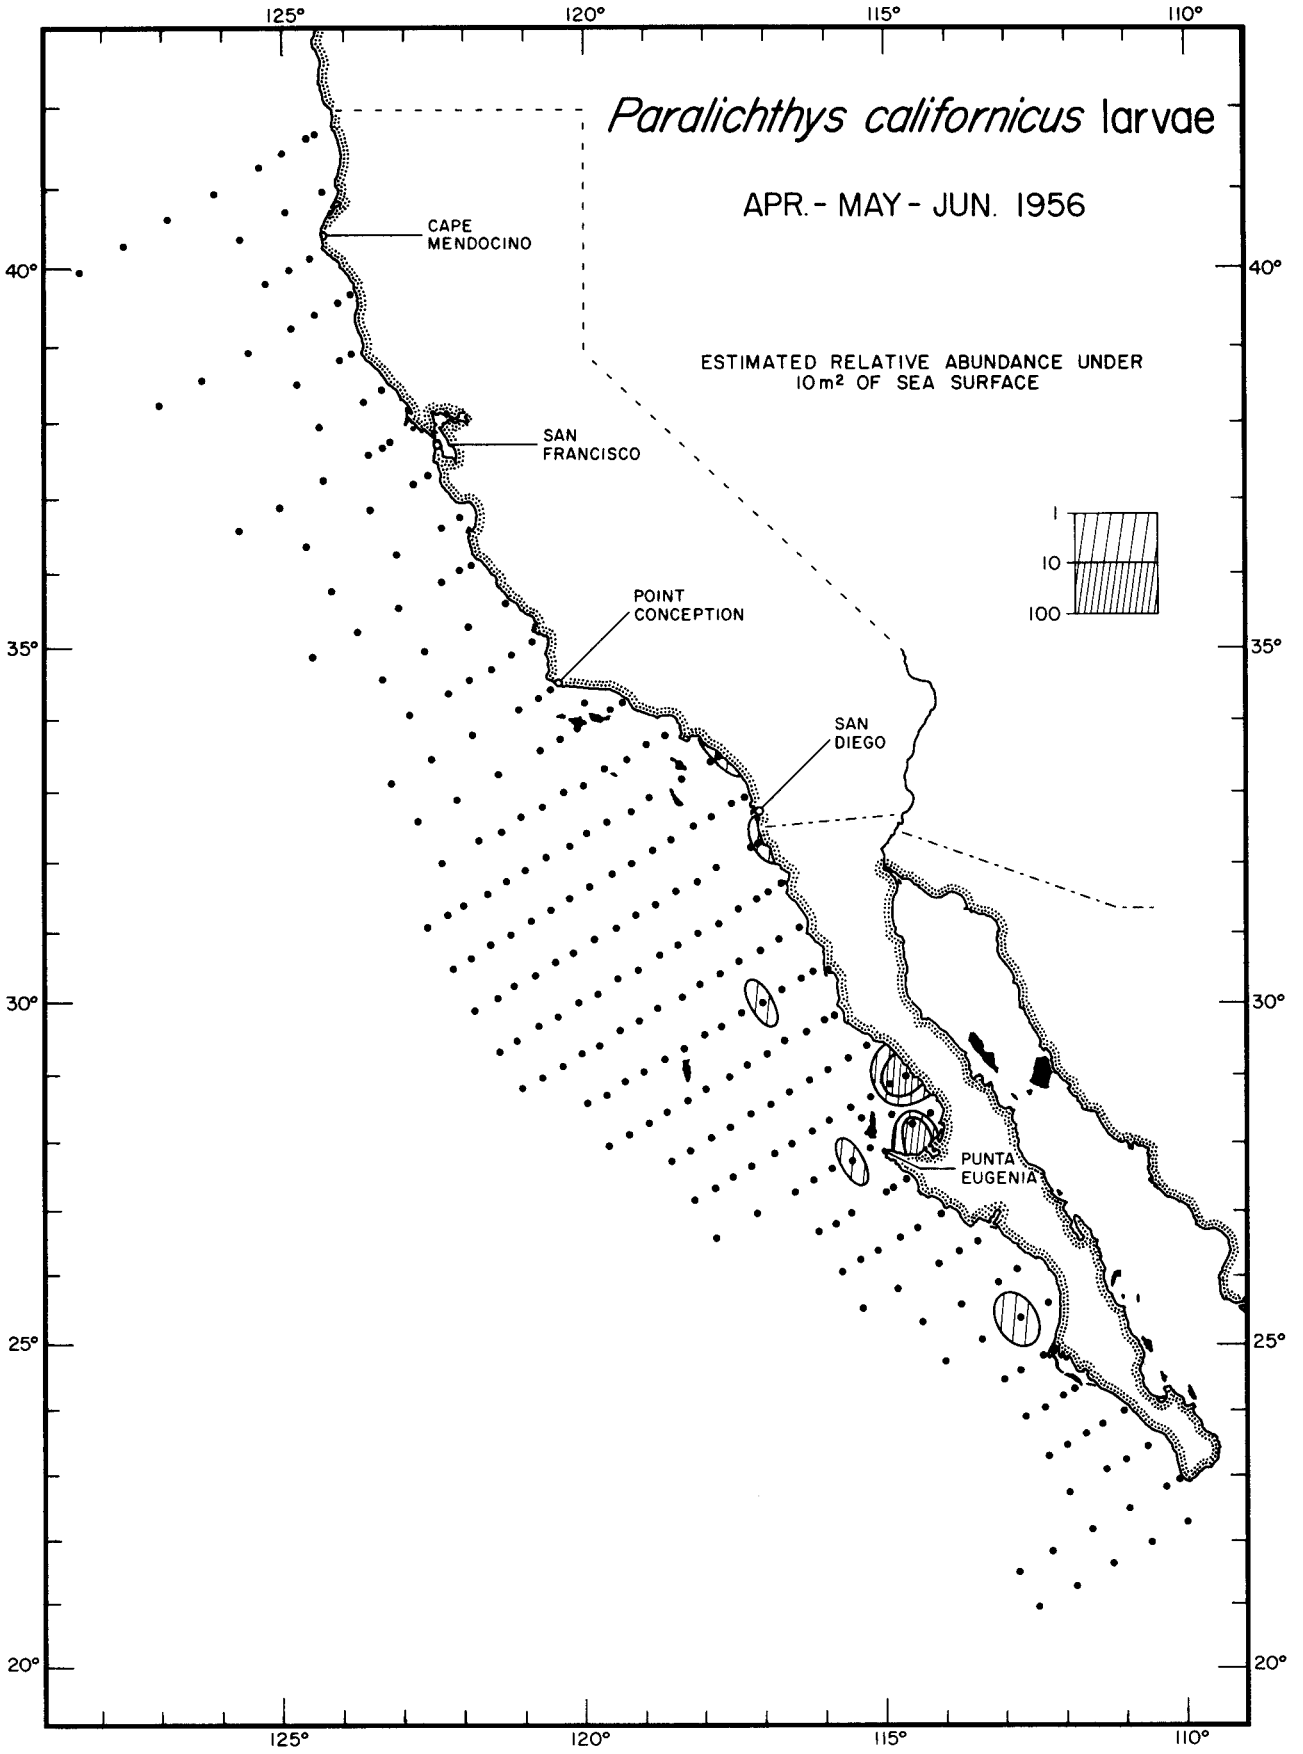 125° 120° 115° 110°
Paralichthys californicus larvae
APR. - MAY - JUN. 1956
CAPE
MENDOCINO
40° 40°
ESTIMATED RELATIVE ABUNDANCE UNDER
10m² OF SEA SURFACE
SAN
FRANCISCO
1
10
100
POINT
CONCEPTION
35° 35°
SAN
DIEGO
30° 30°
PUNTA
EUGENIA
25° 25°
20° 20°
125° 120° 115° 110°